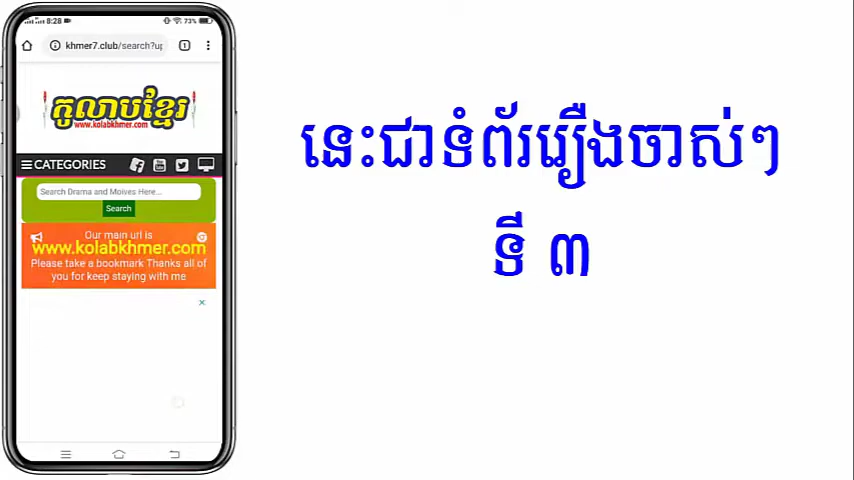 8:28
73%
khmer7.club/search?up
1
កូលាបខ្មែរ
www.kolabkhmer.com
CATEGORIES
Search Drama and Moives Here...
Search
Our main url is
www.kolabkhmer.com
Please take a bookmark Thanks all of
you for keep staying with me
នេះជាទំព័ររឿងចាស់ៗ
ទី ៣